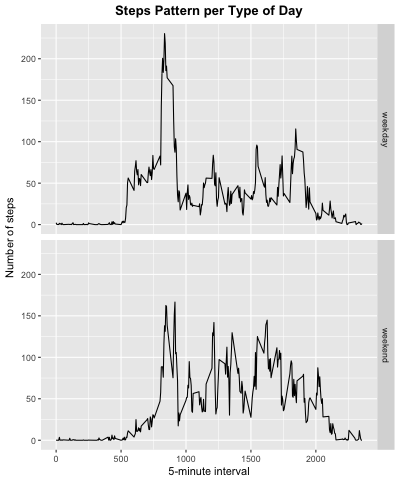 Steps Pattern per Type of Day
Number of steps
200
150
100
50
0
weekday
200
150
100
50
0
weekend
0 500 1000 1500 2000
5-minute interval